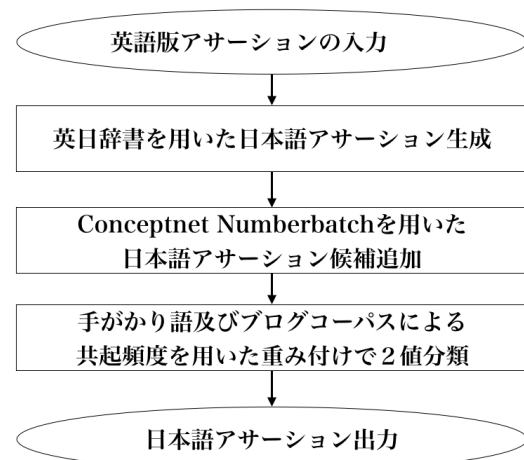 英語版アサーションの入力
英日辞書を用いた日本語アサーション生成
Conceptnet Numberbatchを用いた
日本語アサーション候補追加
手がかり語及びブログコーパスによる
共起頻度を用いた重み付けで２値分類
日本語アサーション出力